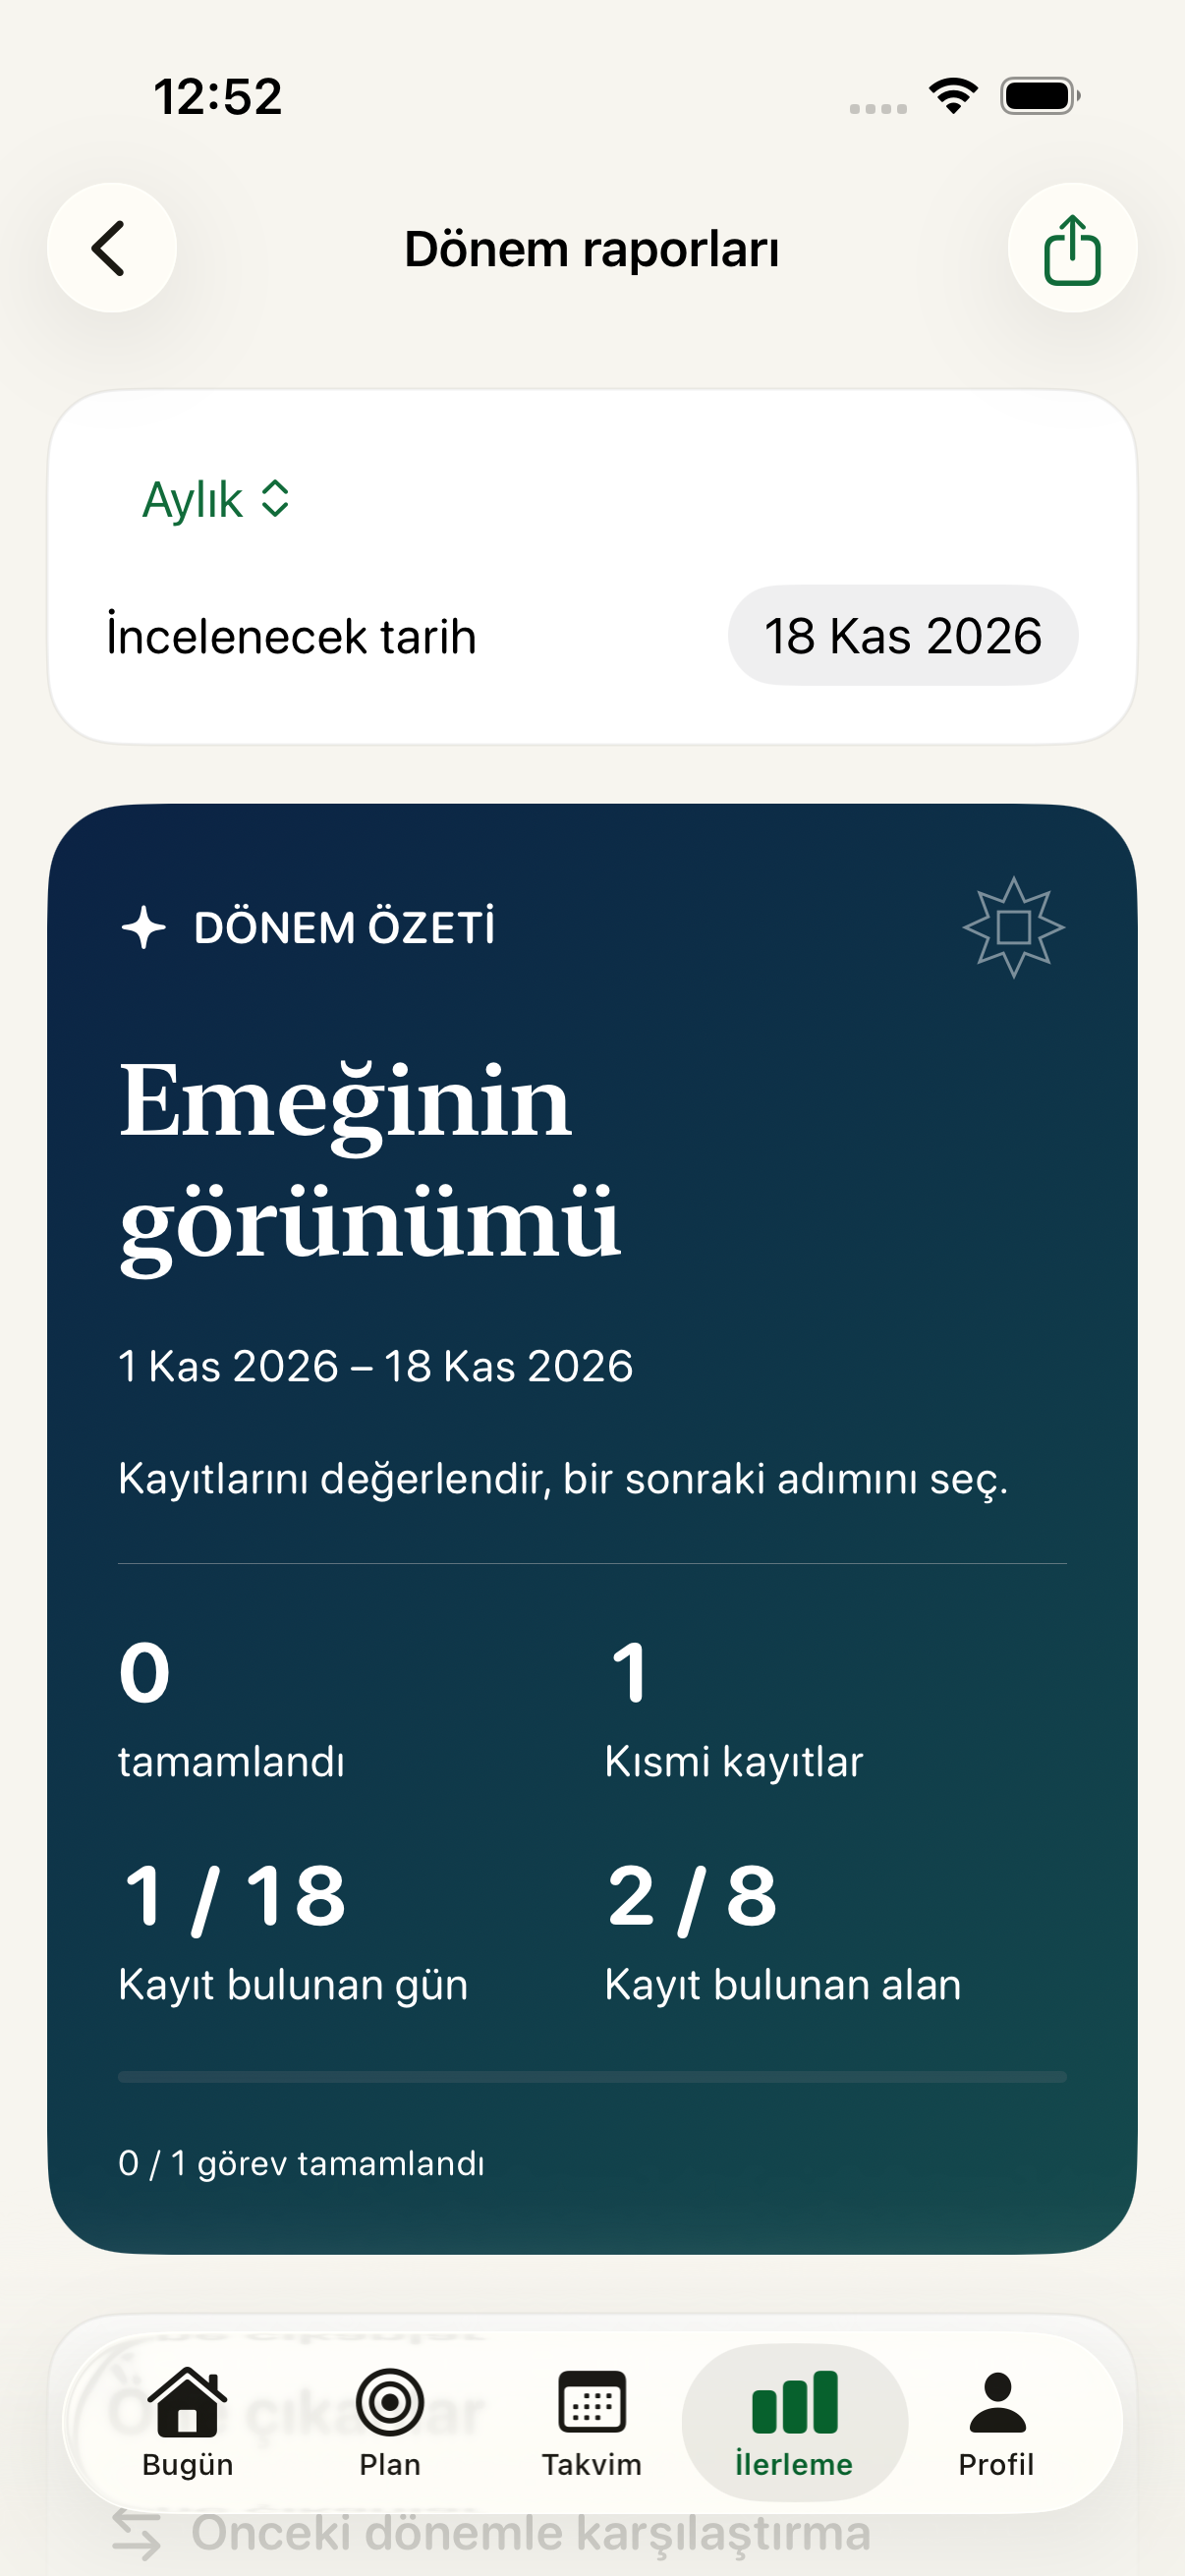 12:52
Dönem raporları
Aylık
İncelenecek tarih
18 Kas 2026
DÖNEM ÖZETİ
Emeğinin
görünümü
1 Kas 2026 – 18 Kas 2026
Kayıtlarını değerlendir, bir sonraki adımını seç.
0
tamamlandı
1
Kısmi kayıtlar
1 / 18
Kayıt bulunan gün
2 / 8
Kayıt bulunan alan
0 / 1 görev tamamlandı
Bugün
Plan
Takvim
İlerleme
Profil
Önceki dönemle karşılaştırma